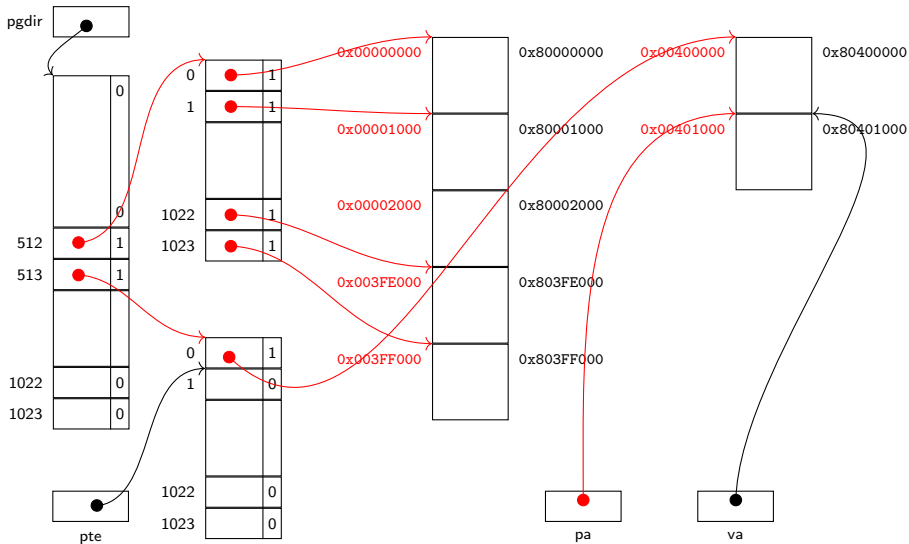 pgdir
0
0
512 1
513 1
1022 0
1023 0
pte
0 1
1 1
1022 1
1023 1
0 1
1 0
1022 0
1023 0
0x00000000 0x80000000
0x00001000 0x80001000
0x00002000 0x80002000
0x003FE000 0x803FE000
0x003FF000 0x803FF000
0x00400000 0x80400000
0x00401000 0x80401000
pa
va